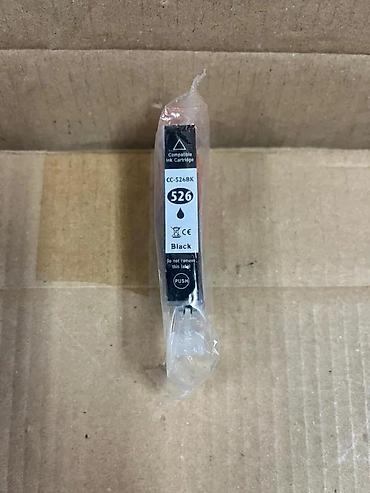 Compatible
Ink Cartridge
CC-526BK
526
CE
Black
Do not remove
this label
PUSH